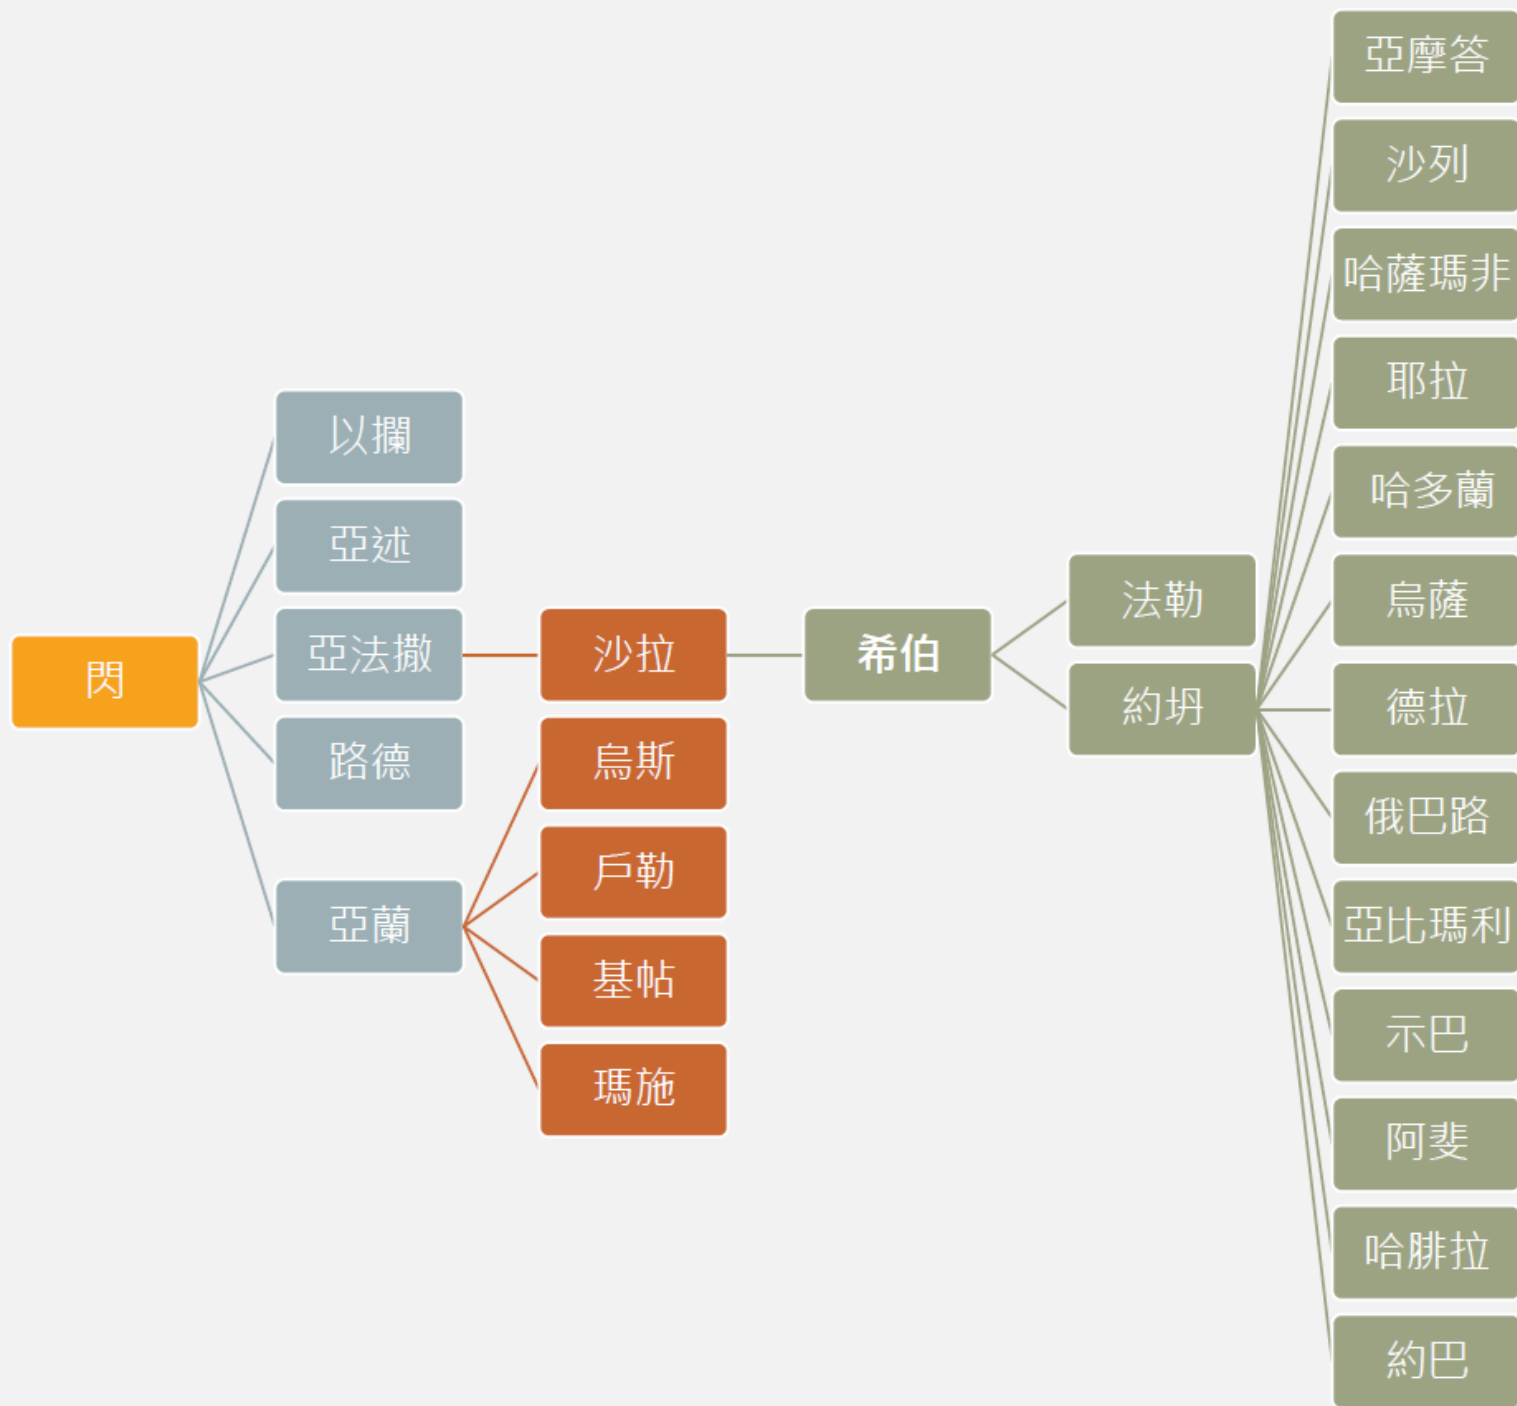 閃
以攔
亞述
亞法撒
路德
亞蘭
沙拉
烏斯
戶勒
基帖
瑪施
希伯
法勒
約坍
亞摩答
沙列
哈薩瑪非
耶拉
哈多蘭
烏薩
德拉
俄巴路
亞比瑪利
示巴
阿斐
哈腓拉
約巴